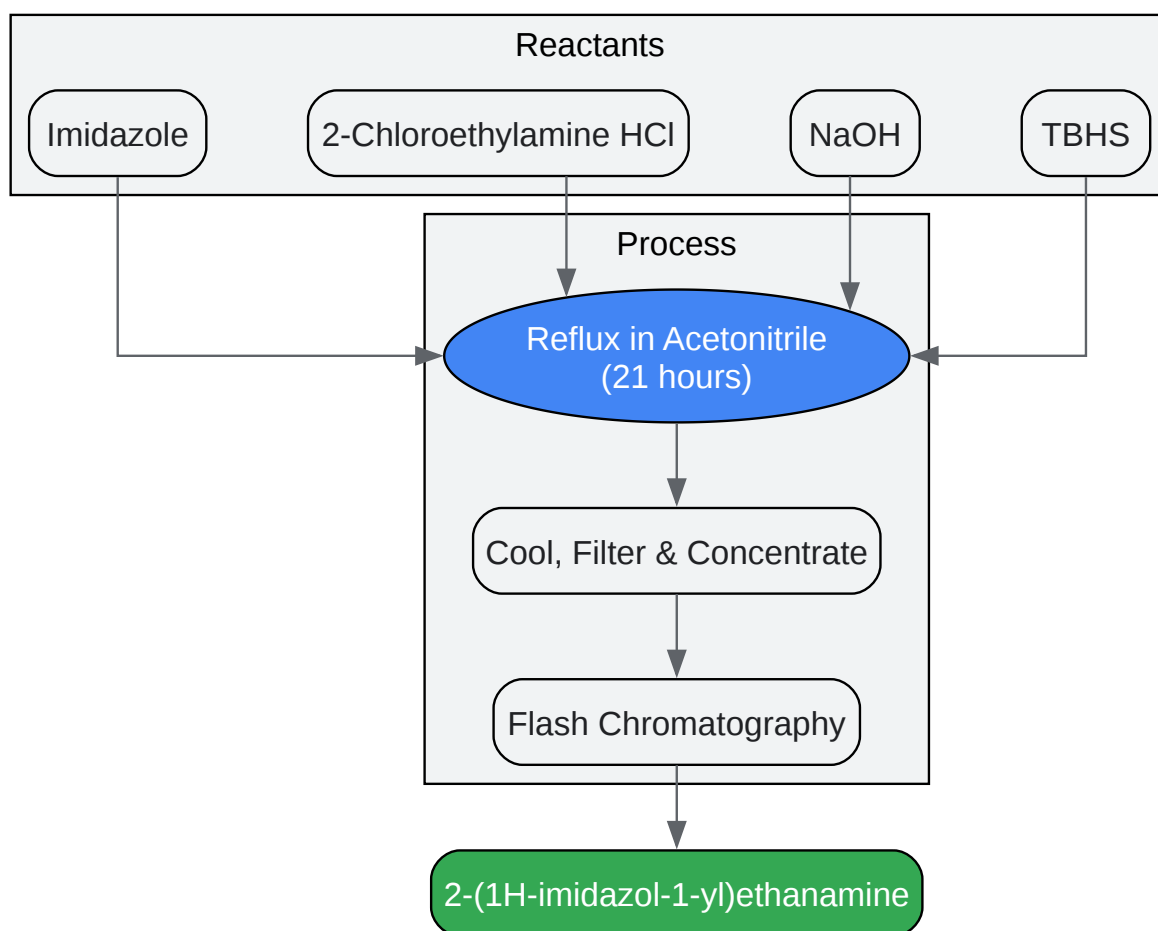 Reactants
Imidazole
2-Chloroethylamine HCl
NaOH
TBHS
Process
Reflux in Acetonitrile
(21 hours)
Cool, Filter & Concentrate
Flash Chromatography
2-(1H-imidazol-1-yl)ethanamine